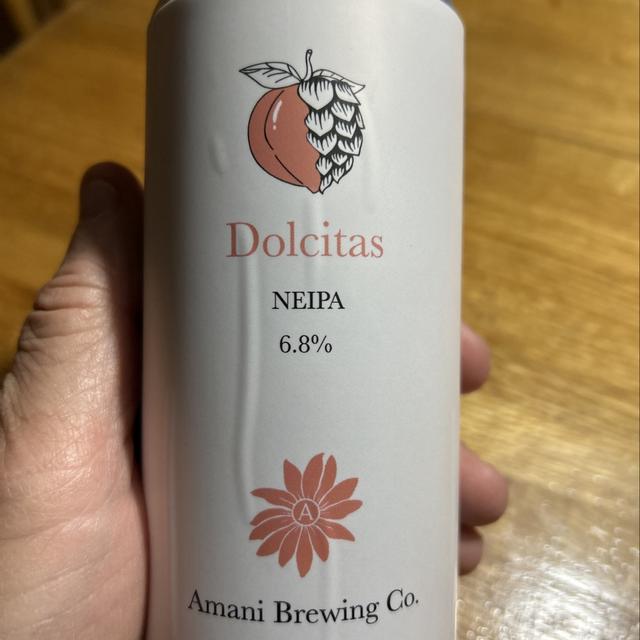 Dolcitas
NEIPA
6.8%
A
Amani Brewing Co.